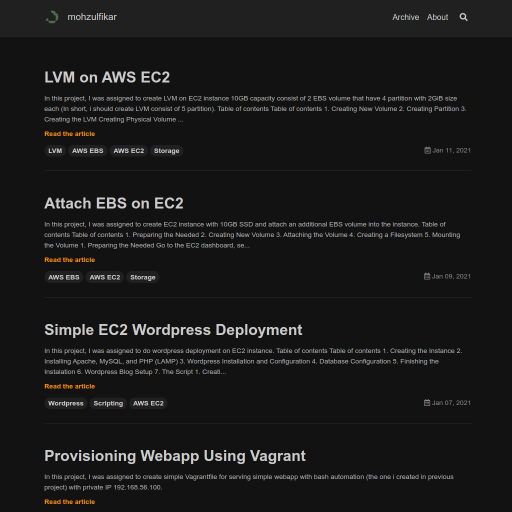 mohzulfikar
Archive About
LVM on AWS EC2
In this project, I was assigned to create LVM on EC2 instance 10GB capacity consist of 2 EBS volume that have 4 partition with 2GiB size
each (In short, i should create LVM consist of 5 partition). Table of contents Table of contents 1. Creating New Volume 2. Creating Partition 3.
Creating the LVM Creating Physical Volume ...
Read the article
LVM AWS EBS AWS EC2 Storage
Jan 11, 2021
Attach EBS on EC2
In this project, I was assigned to create EC2 instance with 10GB SSD and attach an additional EBS volume into the instance. Table of
contents Table of contents 1. Preparing the Needed 2. Creating New Volume 3. Attaching the Volume 4. Creating a Filesystem 5. Mounting
the Volume 1. Preparing the Needed Go to the EC2 dashboard, se...
Read the article
AWS EBS AWS EC2 Storage
Jan 09, 2021
Simple EC2 Wordpress Deployment
In this project, I was assigned to do wordpress deployment on EC2 instance. Table of contents Table of contents 1. Creating the Instance 2.
Installing Apache, MySQL, and PHP (LAMP) 3. Wordpress Installation and Configuration 4. Database Configuration 5. Finishing the
Instalation 6. Wordpress Blog Setup 7. The Script 1. Creati...
Read the article
Wordpress Scripting AWS EC2
Jan 07, 2021
Provisioning Webapp Using Vagrant
In this project, I was assigned to create simple Vagrantfile for serving simple webapp with bash automation (the one i created in previous
project) with private IP 192.168.56.100.
Read the article